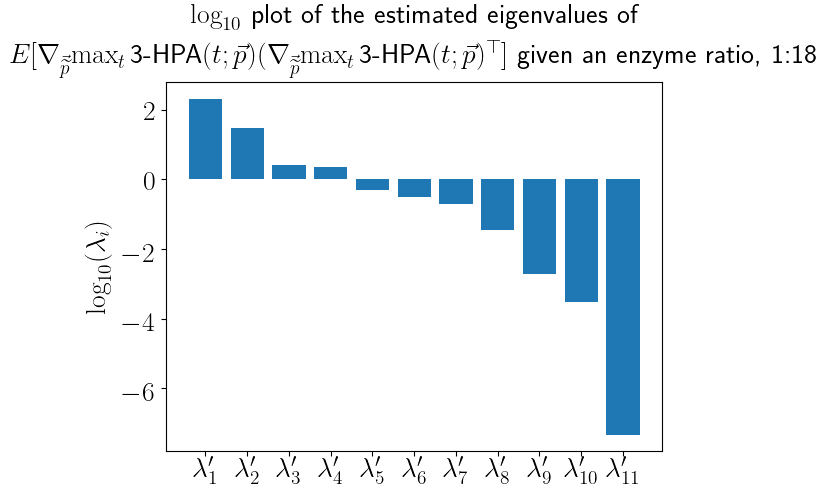 log₁₀ plot of the estimated eigenvalues of
E[∇_p̃⃗ max_t 3-HPA(t; p⃗)(∇_p̃⃗ max_t 3-HPA(t; p⃗)^⊤] given an enzyme ratio, 1:18
2
0
−2
−4
−6
log₁₀(λᵢ)
λ′₁ λ′₂ λ′₃ λ′₄ λ′₅ λ′₆ λ′₇ λ′₈ λ′₉ λ′₁₀ λ′₁₁